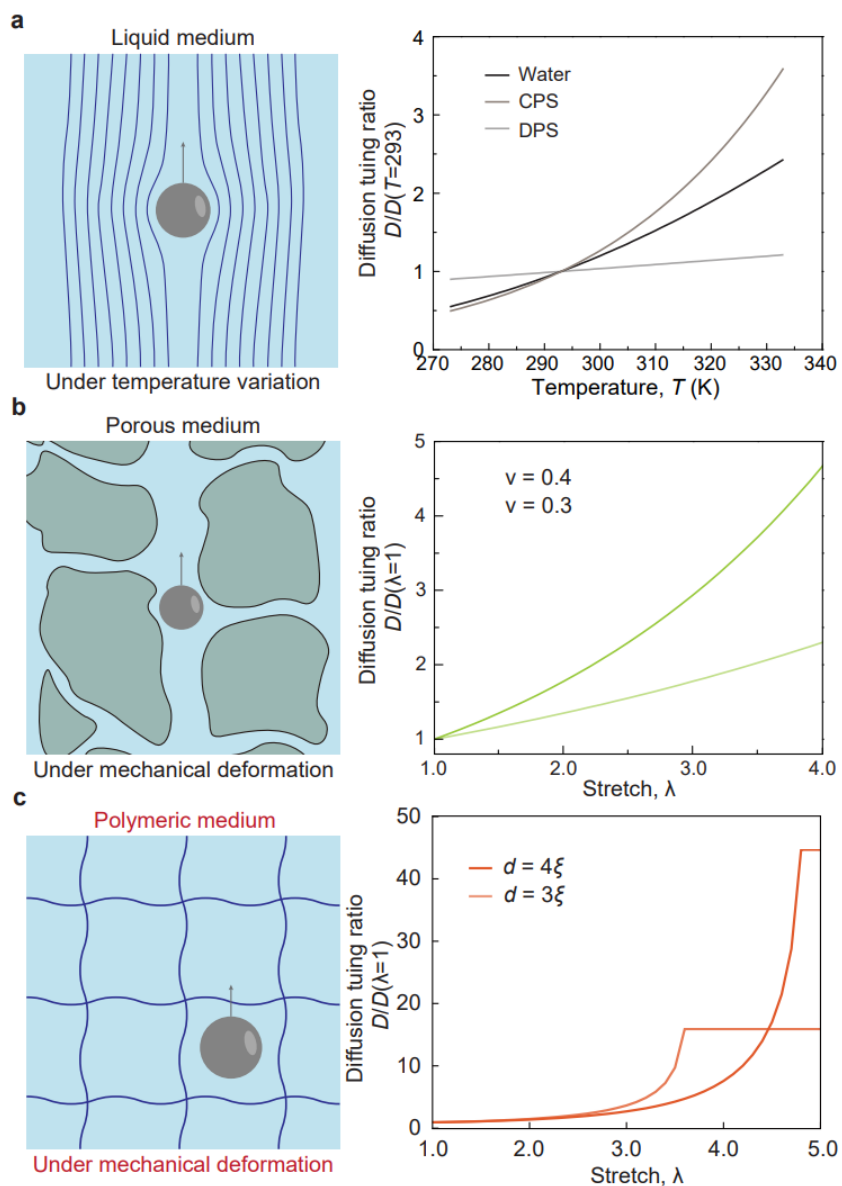 a
Liquid medium
Under temperature variation
Diffusion tuing ratio
D/D(T=293)
4
3
2
1
0
Water
CPS
DPS
270 280 290 300 310 320 330 340
Temperature, T (K)
b
Porous medium
Under mechanical deformation
Diffusion tuing ratio
D/D(λ=1)
5
4
3
2
1
v = 0.4
v = 0.3
1.0 2.0 3.0 4.0
Stretch, λ
c
Polymeric medium
Under mechanical deformation
Diffusion tuing ratio
D/D(λ=1)
50
40
30
20
10
0
d = 4ξ
d = 3ξ
1.0 2.0 3.0 4.0 5.0
Stretch, λ